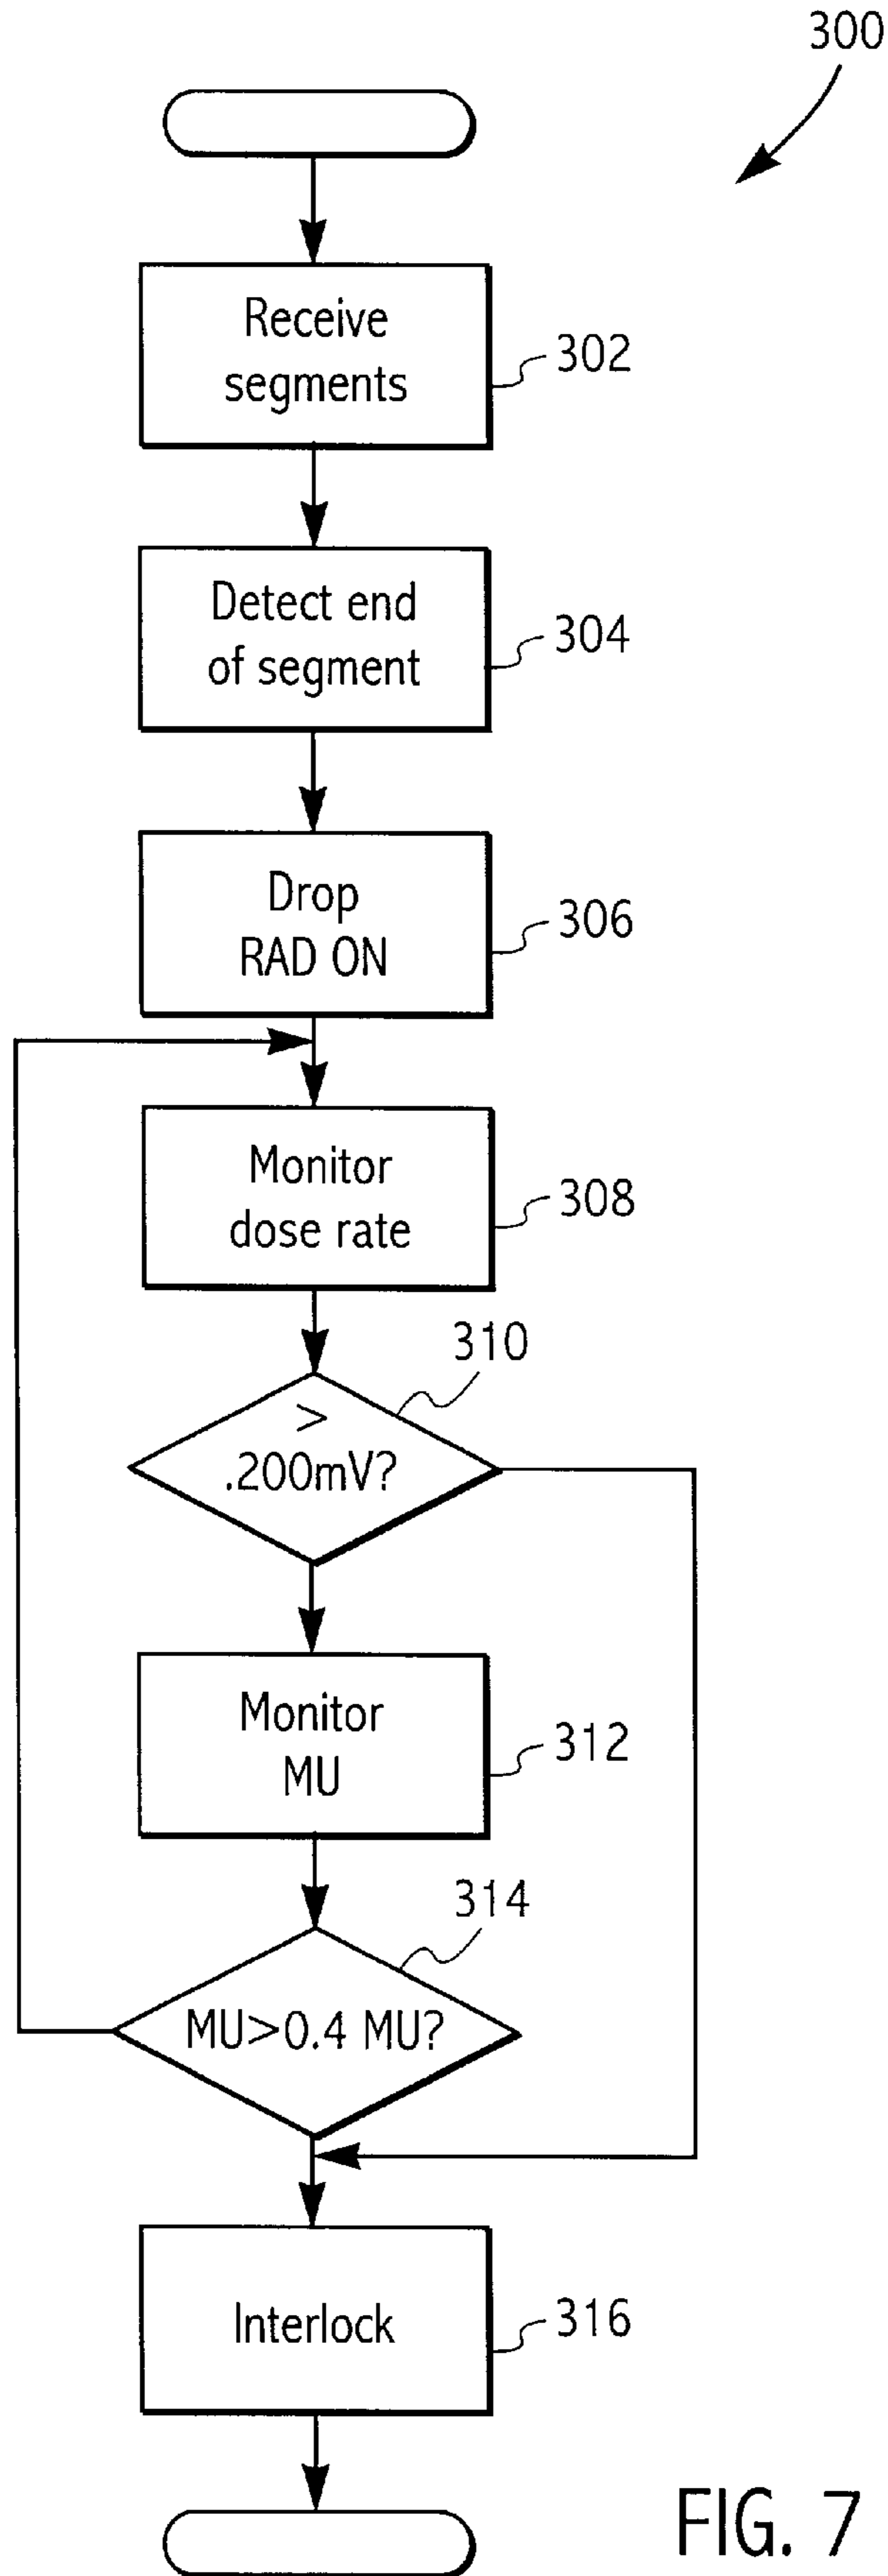 300
Receive
segments
302
Detect end
of segment
304
Drop
RAD ON
306
Monitor
dose rate
308
310
>
.200mV?
Monitor
MU
312
314
MU>0.4 MU?
Interlock
316
FIG. 7